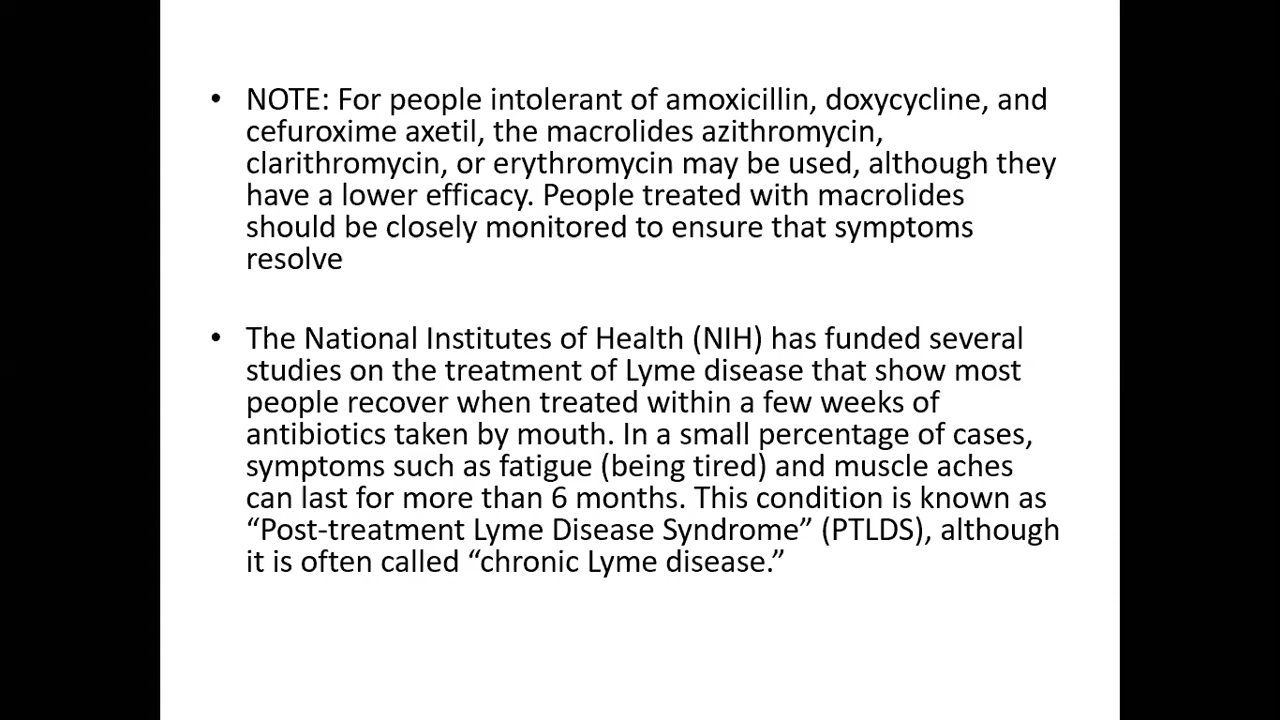 • NOTE: For people intolerant of amoxicillin, doxycycline, and
cefuroxime axetil, the macrolides azithromycin,
clarithromycin, or erythromycin may be used, although they
have a lower efficacy. People treated with macrolides
should be closely monitored to ensure that symptoms
resolve
• The National Institutes of Health (NIH) has funded several
studies on the treatment of Lyme disease that show most
people recover when treated within a few weeks of
antibiotics taken by mouth. In a small percentage of cases,
symptoms such as fatigue (being tired) and muscle aches
can last for more than 6 months. This condition is known as
“Post-treatment Lyme Disease Syndrome” (PTLDS), although
it is often called “chronic Lyme disease.”